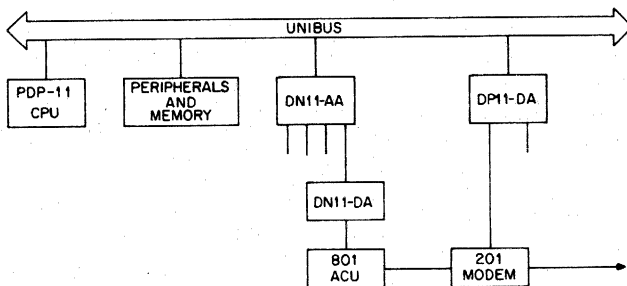 UNIBUS
PDP-11
CPU
PERIPHERALS
AND
MEMORY
DN11-AA
DP11-DA
DN11-DA
801
ACU
201
MODEM